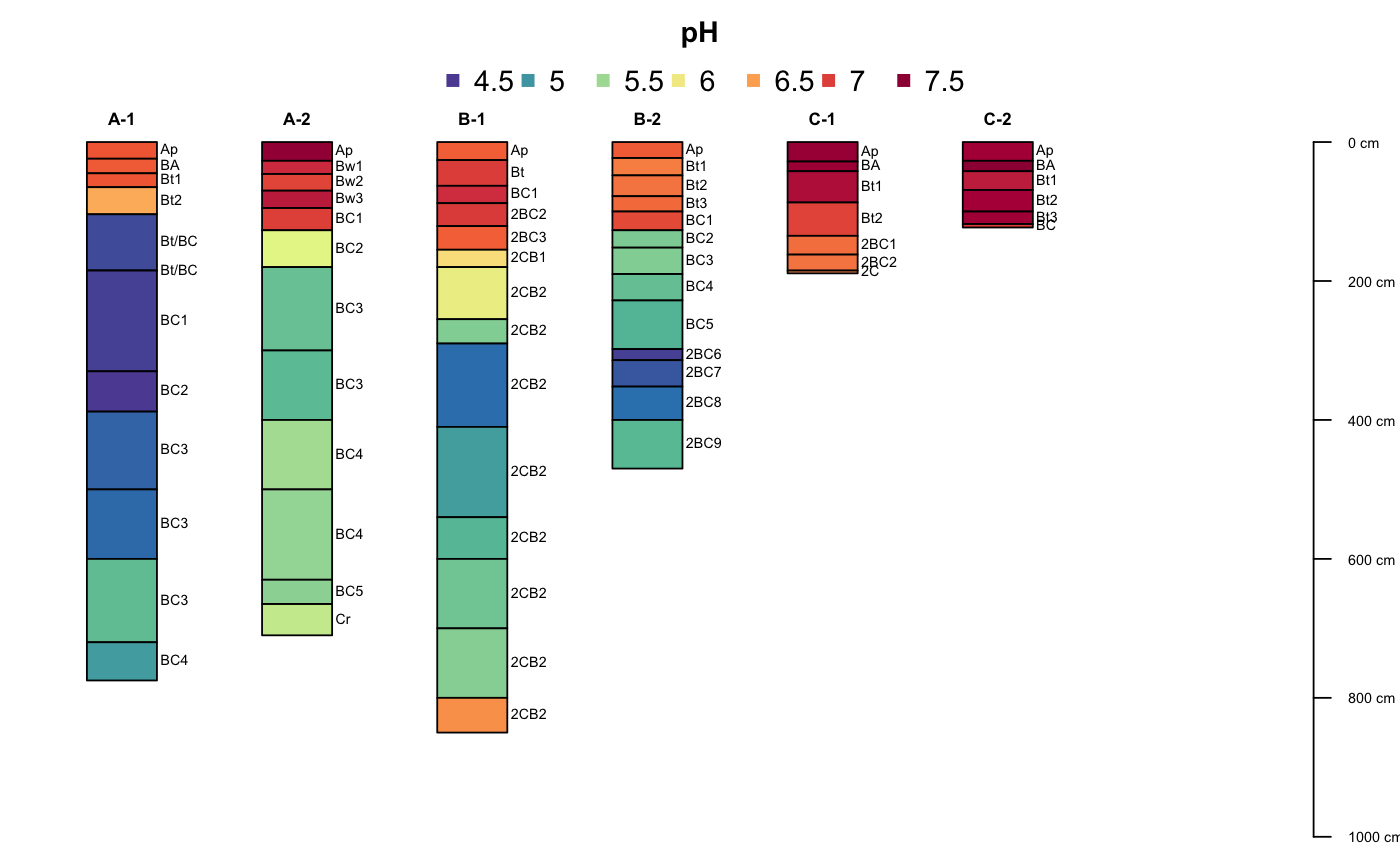 pH
4.5 5 5.5 6 6.5 7 7.5
A-1 A-2 B-1 B-2 C-1 C-2
Ap
BA
Bt1
Bt2
Bt/BC
Bt/BC
BC1
BC2
BC3
BC3
BC3
BC4
Ap
Bw1
Bw2
Bw3
BC1
BC2
BC3
BC3
BC4
BC4
BC5
Cr
Ap
Bt
BC1
2BC2
2BC3
2CB1
2CB2
2CB2
2CB2
2CB2
2CB2
2CB2
2CB2
2CB2
Ap
Bt1
Bt2
Bt3
BC1
BC2
BC3
BC4
BC5
2BC6
2BC7
2BC8
2BC9
Ap
BA
Bt1
Bt2
2BC1
2BC2
2C
Ap
BA
Bt1
Bt2
Bt3
BC
0 cm
200 cm
400 cm
600 cm
800 cm
1000 cm